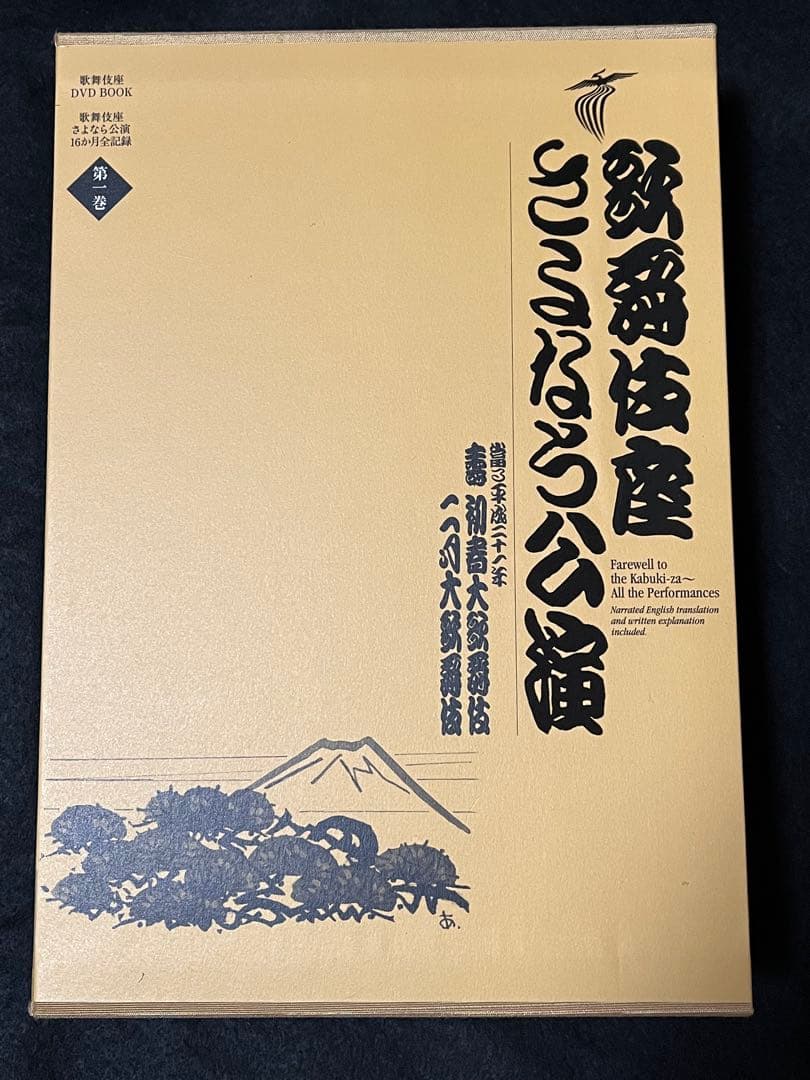 歌舞伎座
さよなら公演
Farewell to
the Kabuki-za～
All the Performances
Narrated English translation
and written explanation
included.
當る平成二十一年
壽 初春大歌舞伎
二月大歌舞伎
歌舞伎座
DVD BOOK
歌舞伎座
さよなら公演
16か月全記録
第一巻
あ.